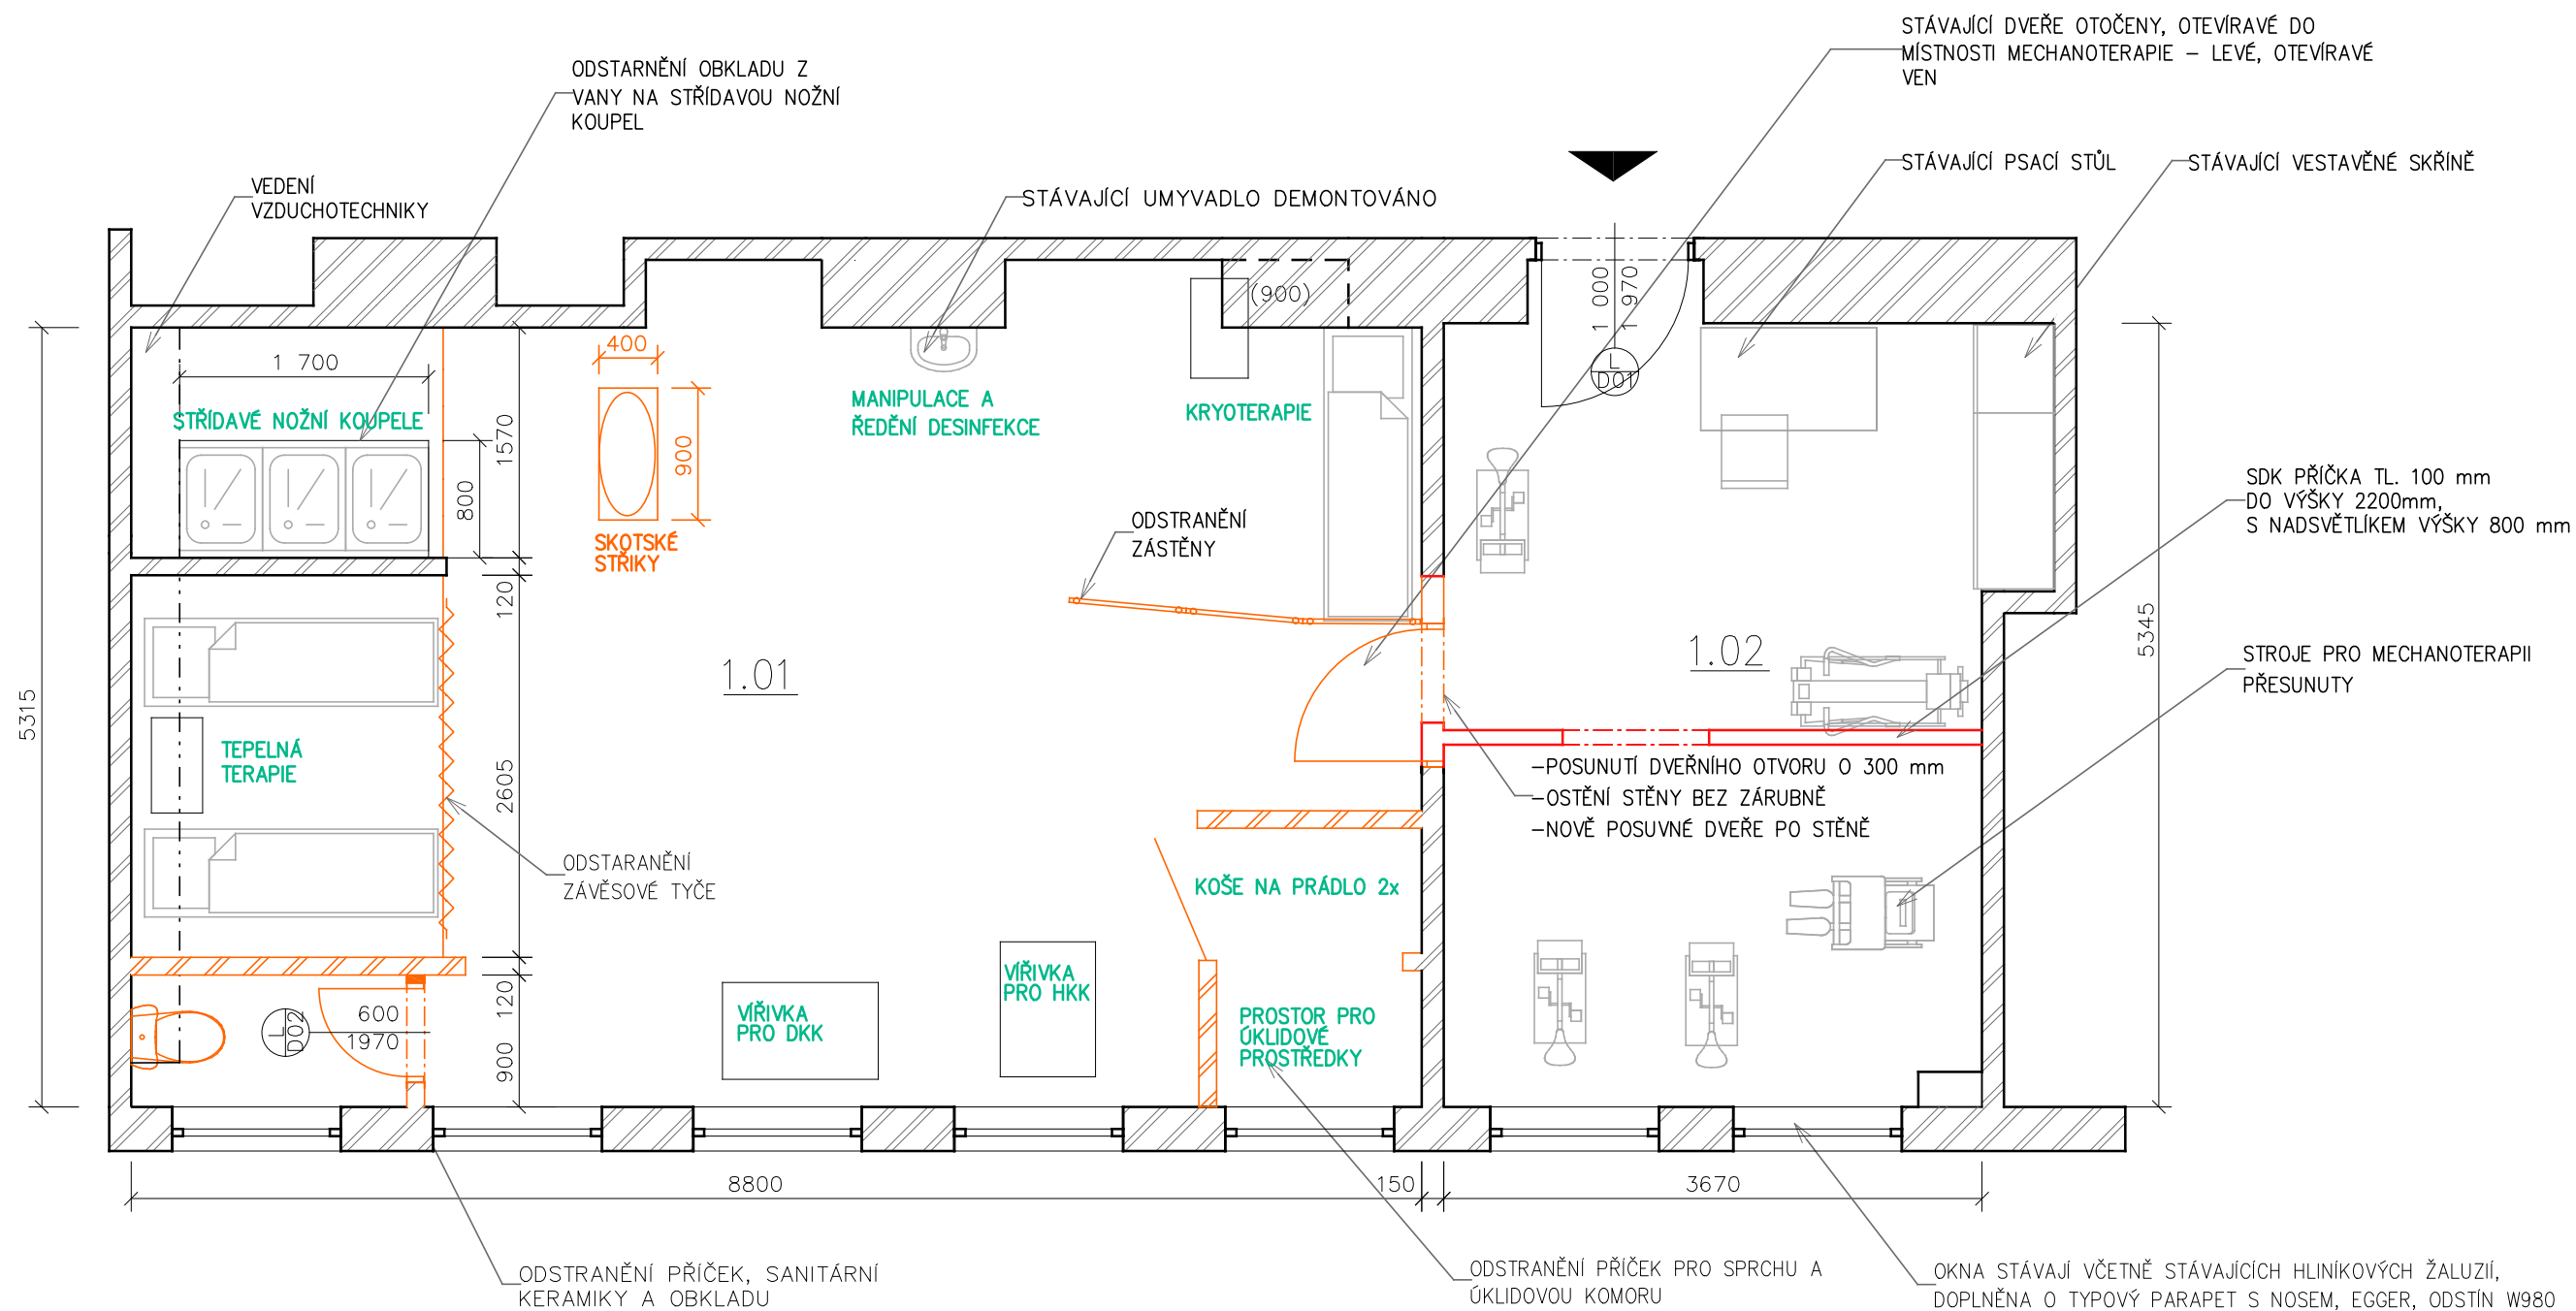 STÁVAJÍCÍ DVEŘE OTOČENY, OTEVÍRAVÉ DO
MÍSTNOSTI MECHANOTERAPIE – LEVÉ, OTEVÍRAVÉ
VEN
ODSTARNĚNÍ OBKLADU Z
VANY NA STŘÍDAVOU NOŽNÍ
KOUPEL
STÁVAJÍCÍ PSACÍ STŮL
STÁVAJÍCÍ VESTAVĚNÉ SKŘÍNĚ
VEDENÍ
VZDUCHOTECHNIKY
STÁVAJÍCÍ UMYVADLO DEMONTOVÁNO
(900)
1 000
1 970
L
D01
1 700
400
STŘÍDAVÉ NOŽNÍ KOUPELE
1570
800
900
MANIPULACE A
ŘEDĚNÍ DESINFEKCE
KRYOTERAPIE
SKOTSKÉ
STŘIKY
ODSTRANĚNÍ
ZÁSTĚNY
SDK PŘÍČKA TL. 100 mm
DO VÝŠKY 2200mm,
S NADSVĚTLÍKEM VÝŠKY 800 mm
120
1.01
1.02
5315
5345
STROJE PRO MECHANOTERAPII
PŘESUNUTY
TEPELNÁ
TERAPIE
2605
–POSUNUTÍ DVEŘNÍHO OTVORU O 300 mm
–OSTĚNÍ STĚNY BEZ ZÁRUBNĚ
–NOVĚ POSUVNÉ DVEŘE PO STĚNĚ
ODSTARANĚNÍ
ZÁVĚSOVÉ TYČE
KOŠE NA PRÁDLO 2x
VÍŘIVKA
PRO HKK
VÍŘIVKA
PRO DKK
PROSTOR PRO
ÚKLIDOVÉ
PROSTŘEDKY
120
900
L
D02
600
1970
8800
150
3670
ODSTRANĚNÍ PŘÍČEK, SANITÁRNÍ
KERAMIKY A OBKLADU
ODSTRANĚNÍ PŘÍČEK PRO SPRCHU A
ÚKLIDOVOU KOMORU
OKNA STÁVAJÍ VČETNĚ STÁVAJÍCÍCH HLINÍKOVÝCH ŽALUZIÍ,
DOPLNĚNA O TYPOVÝ PARAPET S NOSEM, EGGER, ODSTÍN W980